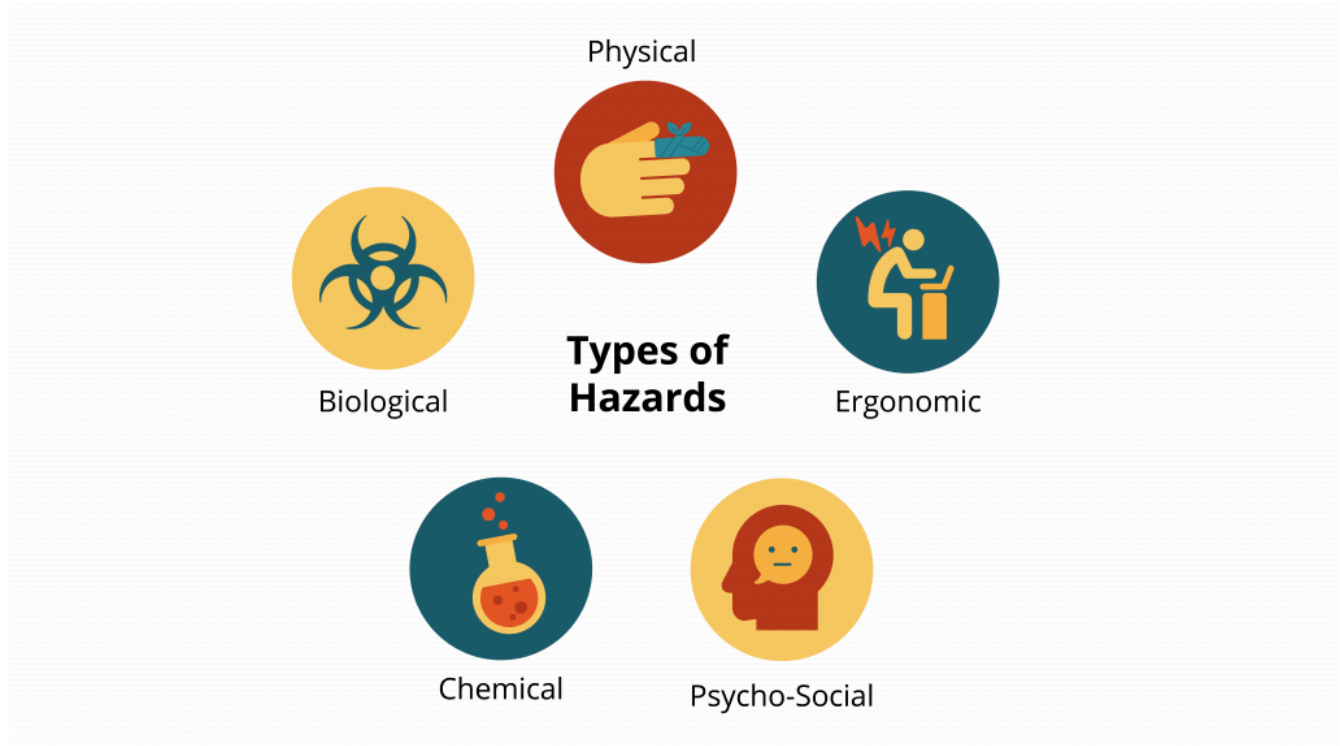 Physical
Biological
Types of
Hazards
Ergonomic
Chemical
Psycho-Social